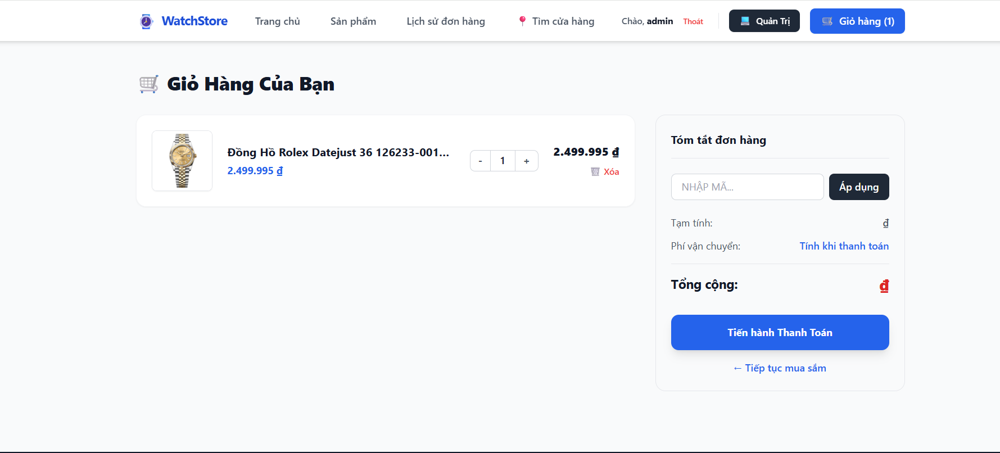 WatchStore Trang chủ Sản phẩm Lịch sử đơn hàng Tìm cửa hàng Chào, admin Thoát Quản Trị Giỏ hàng (1)
Giỏ Hàng Của Bạn
Đồng Hồ Rolex Datejust 36 126233-001...
2.499.995 ₫
- 1 +
2.499.995 ₫
Xóa
Tóm tắt đơn hàng
NHẬP MÃ... Áp dụng
Tạm tính: ₫
Phí vận chuyển: Tính khi thanh toán
Tổng cộng: ₫
Tiến hành Thanh Toán
← Tiếp tục mua sắm